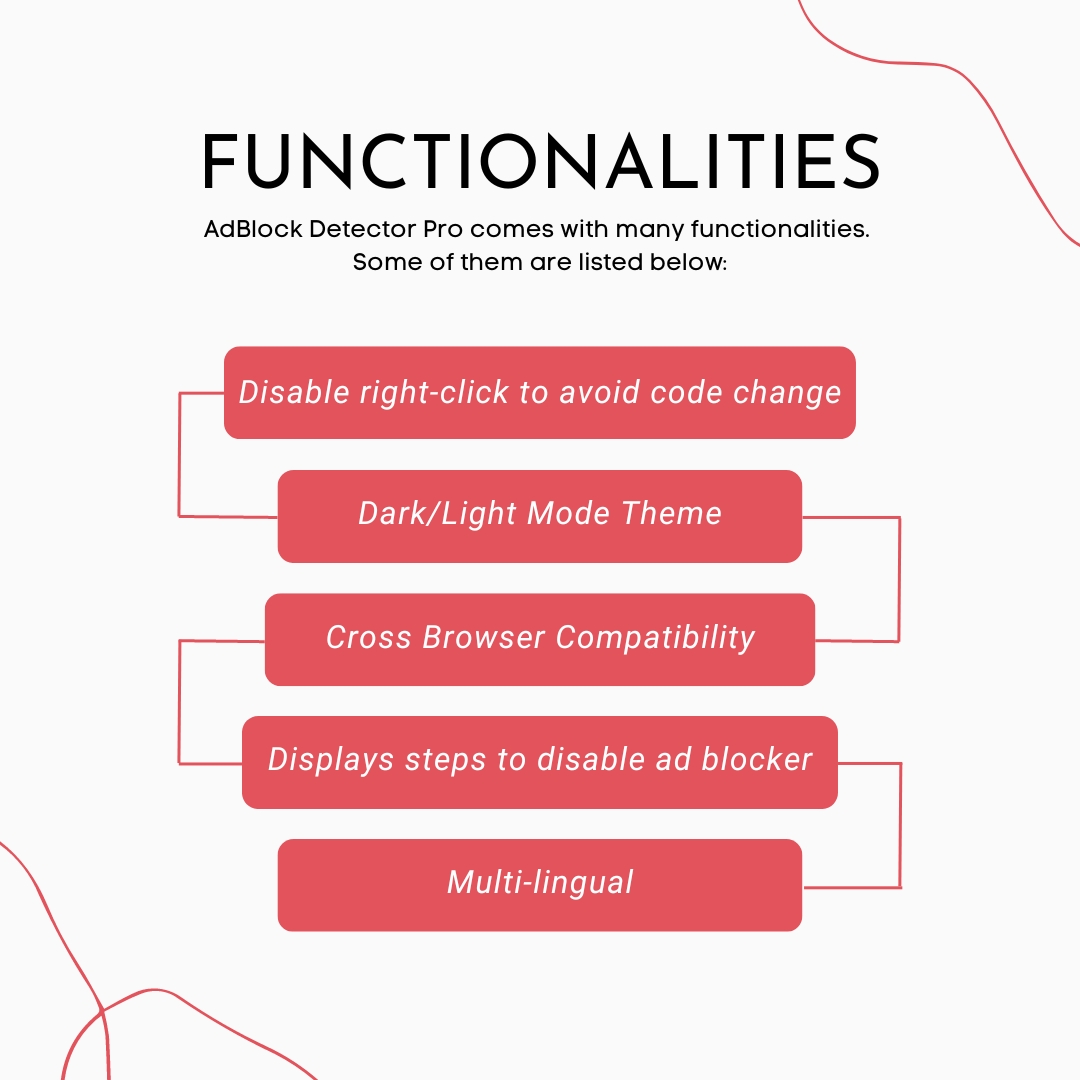 FUNCTIONALITIES
AdBlock Detector Pro comes with many functionalities.
Some of them are listed below:
Disable right-click to avoid code change
Dark/Light Mode Theme
Cross Browser Compatibility
Displays steps to disable ad blocker
Multi-lingual